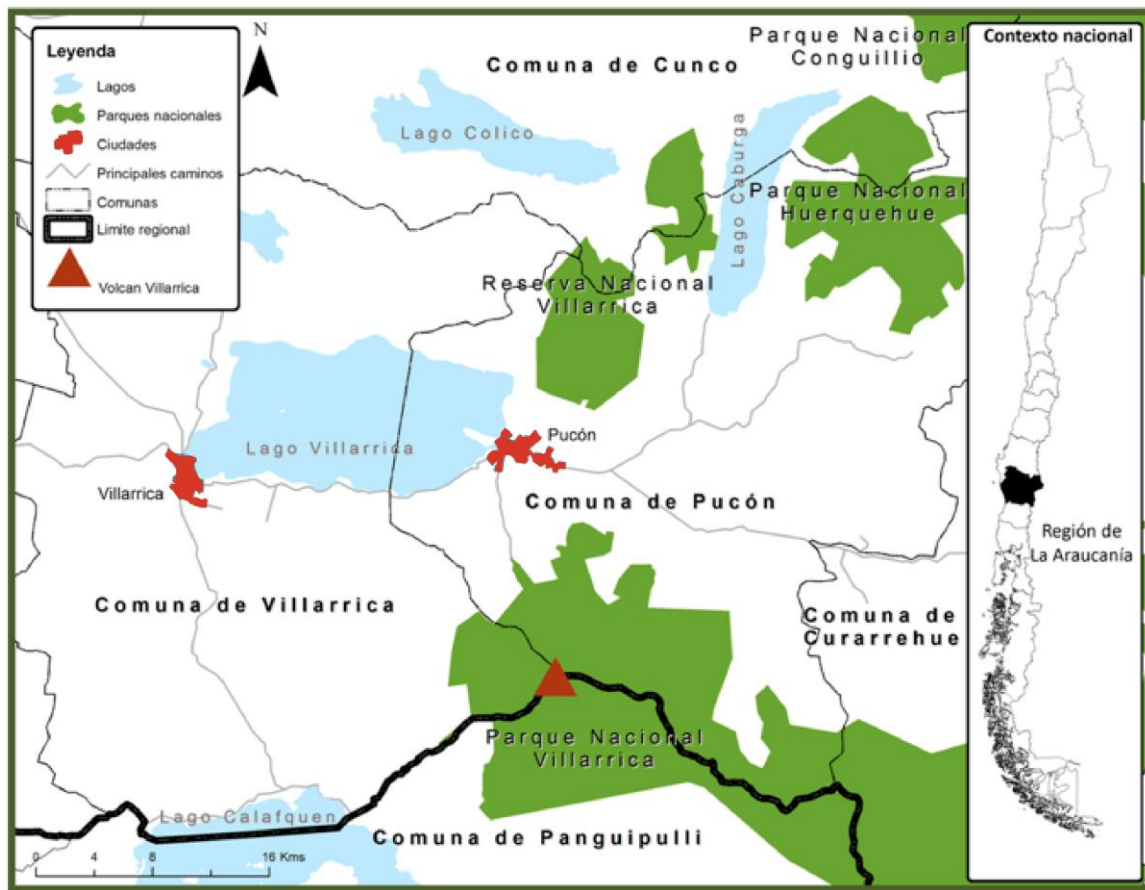 Leyenda
Lagos
Parques nacionales
Ciudades
Principales caminos
Comunas
Limite regional
Volcan Villarrica
N
Comuna de Cunco
Parque Nacional
Conguillio
Contexto nacional
Lago Colico
Lago Caburga
Parque Nacional
Huerquehue
Reserva Nacional
Villarrica
Lago Villarrida
Pucón
Villarrica
Comuna de Pucón
Región de
La Araucanía
Comuna de Villarrica
Comuna de
Curarrehue
Parque Nacional
Villarrica
Lago Calafquen
Comuna de Panguipulli
0 4 8 16 Kms